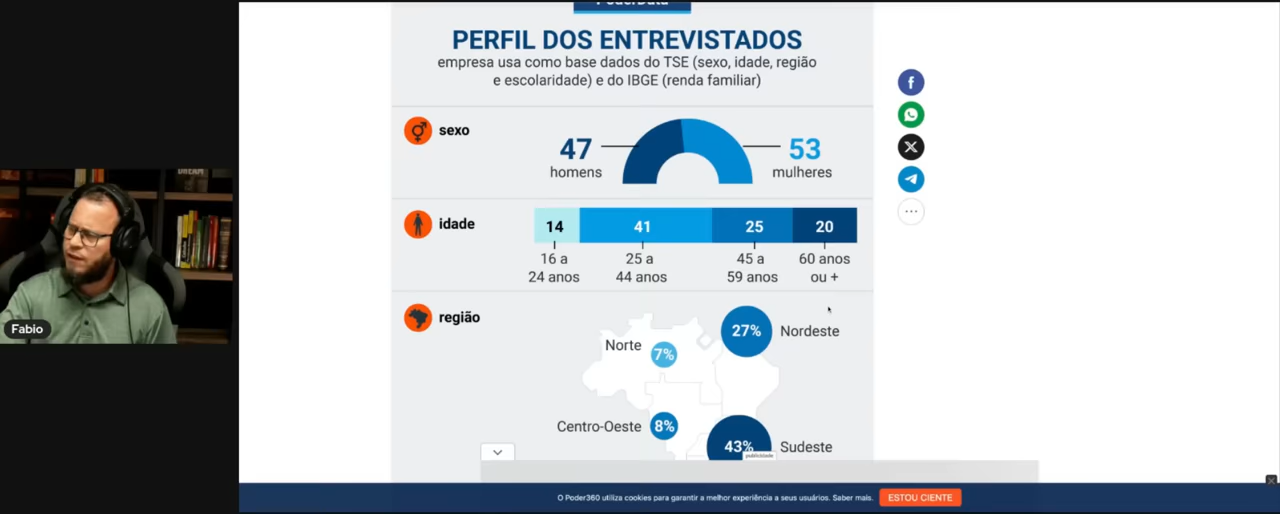 PoderData
PERFIL DOS ENTREVISTADOS
empresa usa como base dados do TSE (sexo, idade, região
e escolaridade) e do IBGE (renda familiar)
sexo
47
homens
53
mulheres
idade
14
41
25
20
16 a
24 anos
25 a
44 anos
45 a
59 anos
60 anos
ou +
região
Norte
7%
27%
Nordeste
Centro-Oeste
8%
43%
Sudeste
publicidade
DREAM
Fabio
O Poder360 utiliza cookies para garantir a melhor experiência a seus usuários. Saber mais.
ESTOU CIENTE